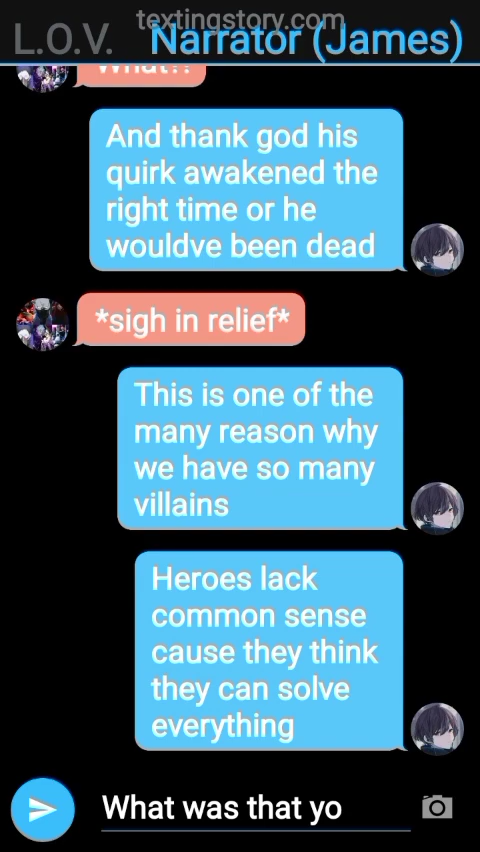 textingstory.com
L.O.V. Narrator (James)
What??
And thank god his
quirk awakened the
right time or he
wouldve been dead
*sigh in relief*
This is one of the
many reason why
we have so many
villains
Heroes lack
common sense
cause they think
they can solve
everything
What was that yo